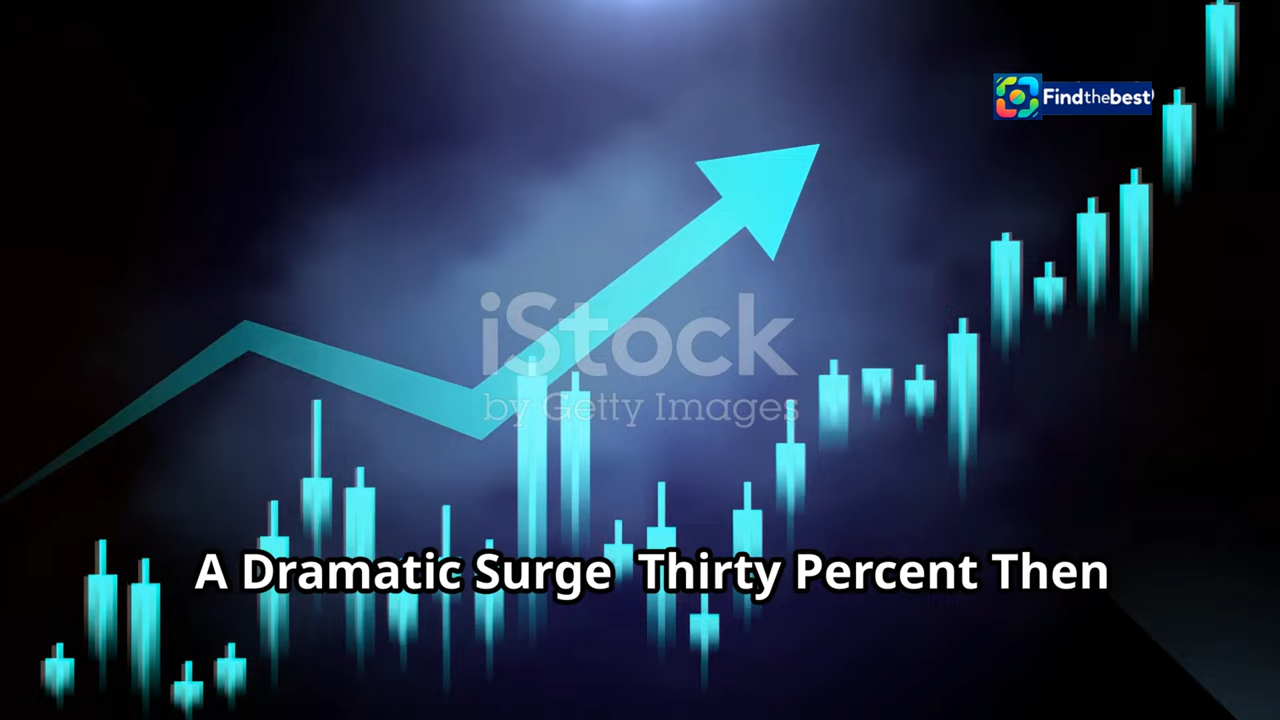 Findthebest
iStock
by Getty Images
A Dramatic Surge Thirty Percent Then